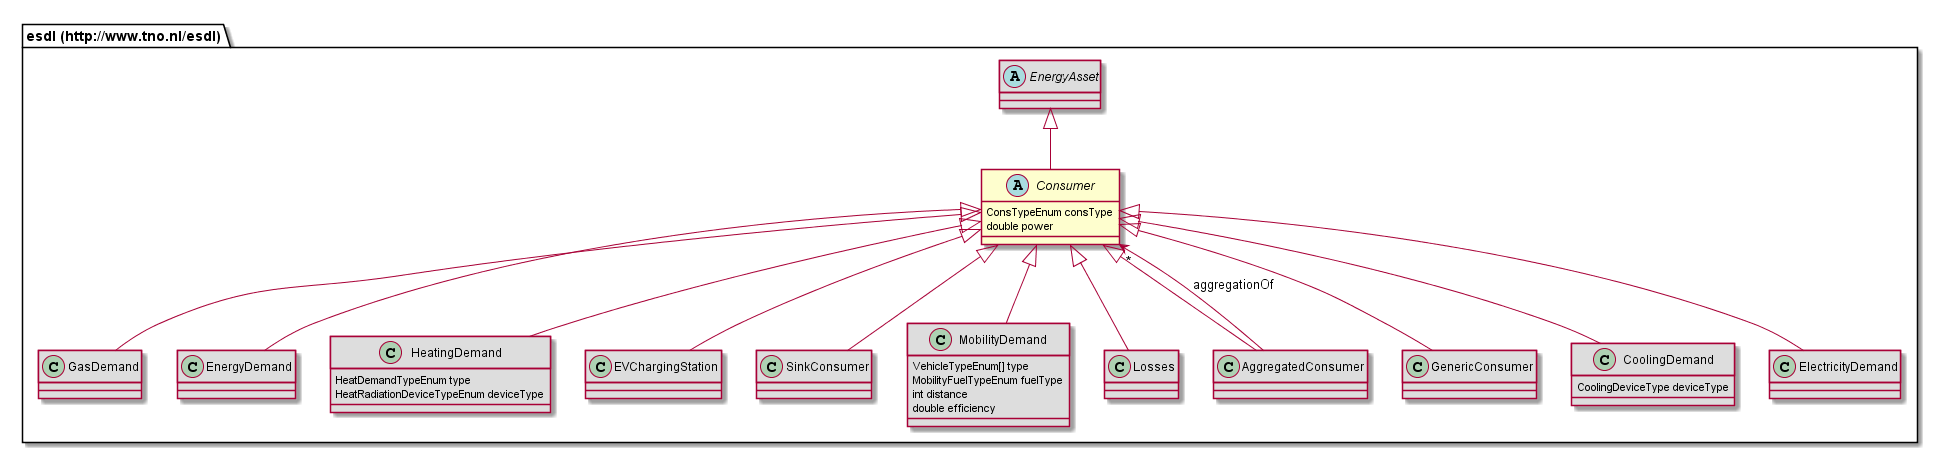 esdl (http://www.tno.nl/esdl)
A EnergyAsset
A Consumer
ConsTypeEnum consType
double power
*
aggregationOf
C GasDemand
C EnergyDemand
C HeatingDemand
HeatDemandTypeEnum type
HeatRadiationDeviceTypeEnum deviceType
C EVChargingStation
C SinkConsumer
C MobilityDemand
VehicleTypeEnum[] type
MobilityFuelTypeEnum fuelType
int distance
double efficiency
C Losses
C AggregatedConsumer
C GenericConsumer
C CoolingDemand
CoolingDeviceType deviceType
C ElectricityDemand